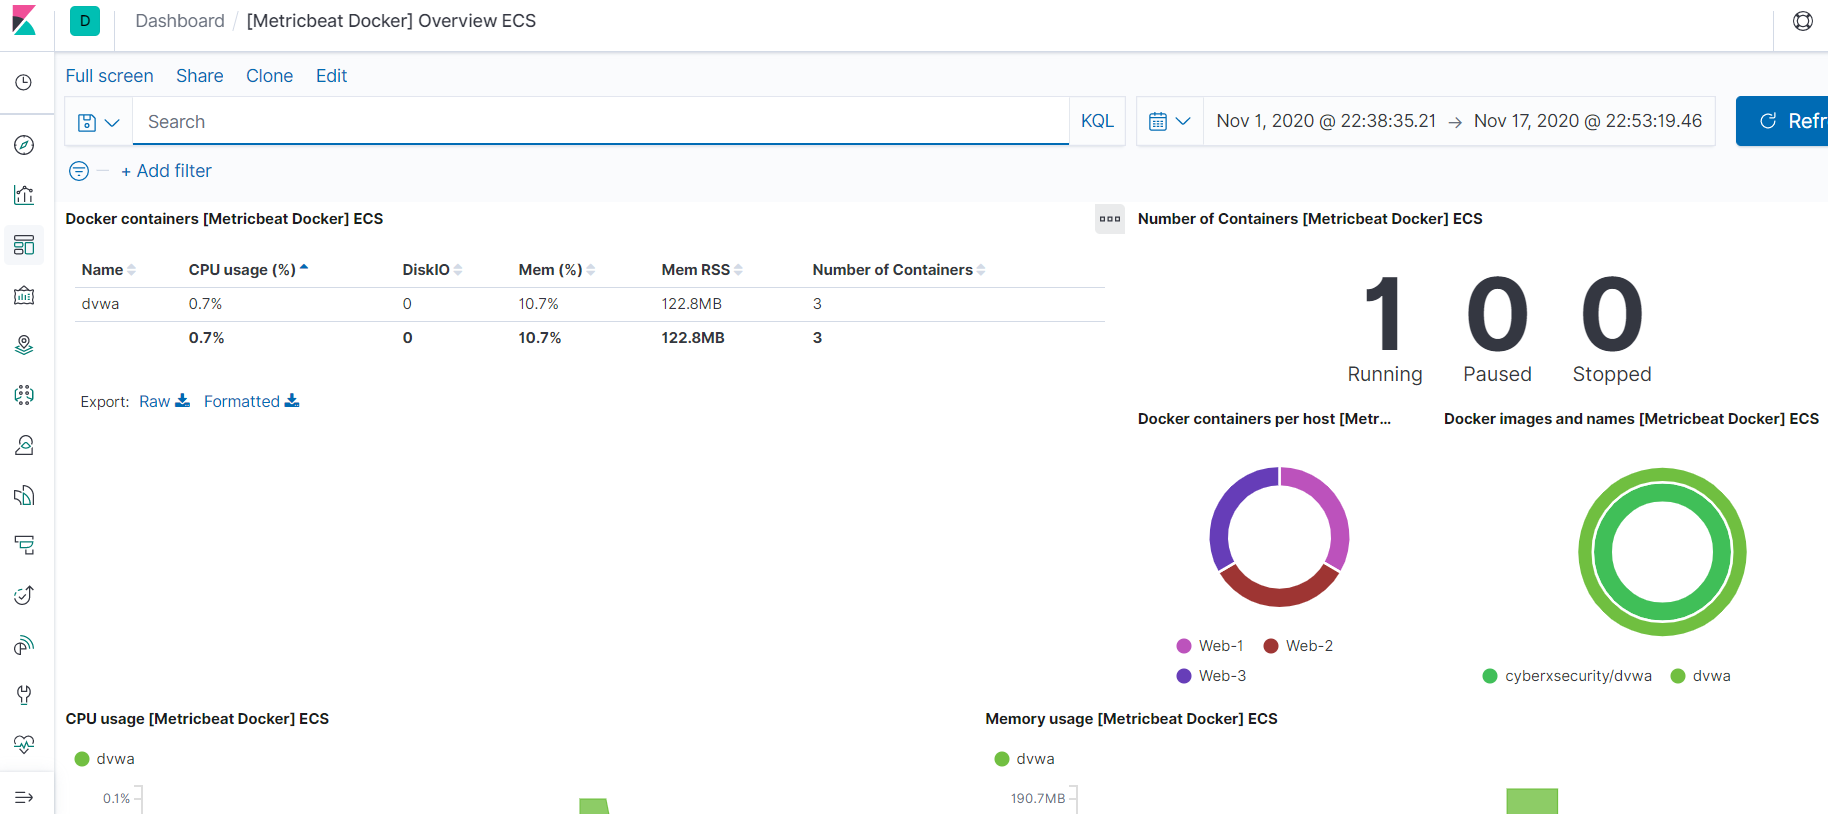 D Dashboard / [Metricbeat Docker] Overview ECS
Full screen Share Clone Edit
Search KQL Nov 1, 2020 @ 22:38:35.21 → Nov 17, 2020 @ 22:53:19.46 Refr
+ Add filter
Docker containers [Metricbeat Docker] ECS
Name CPU usage (%) DiskIO Mem (%) Mem RSS Number of Containers
dvwa 0.7% 0 10.7% 122.8MB 3
0.7% 0 10.7% 122.8MB 3
Export: Raw Formatted
Number of Containers [Metricbeat Docker] ECS
1 0 0
Running Paused Stopped
Docker containers per host [Metr...
Web-1 Web-2
Web-3
Docker images and names [Metricbeat Docker] ECS
cyberxsecurity/dvwa dvwa
CPU usage [Metricbeat Docker] ECS
dvwa
0.1%
Memory usage [Metricbeat Docker] ECS
dvwa
190.7MB